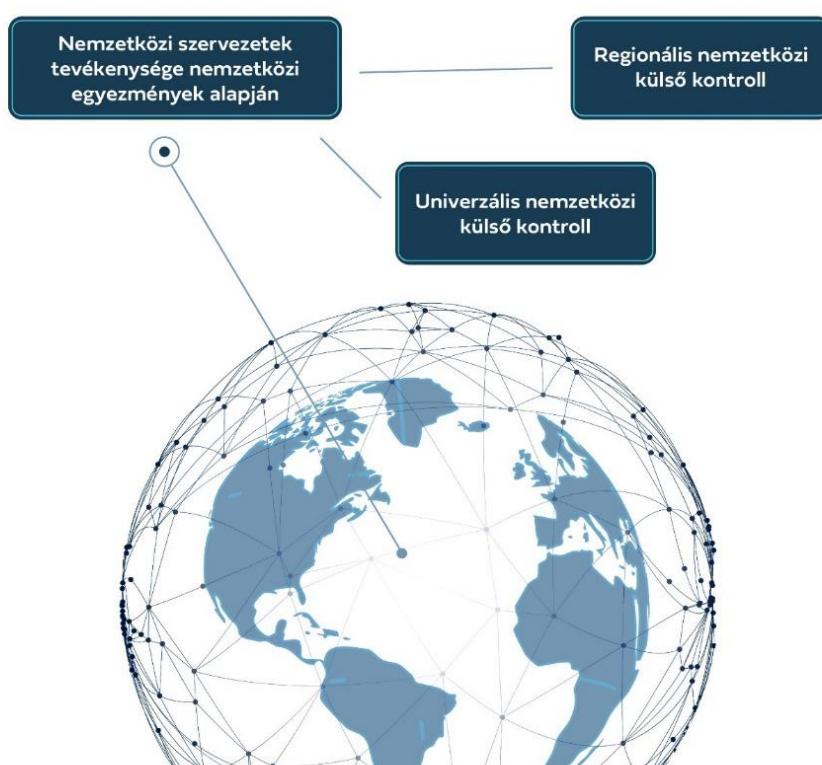 Nemzetközi szervezetek
tevékenysége nemzetközi
egyezmények alapján
Regionális nemzetközi
külső kontroll
Univerzális nemzetközi
külső kontroll